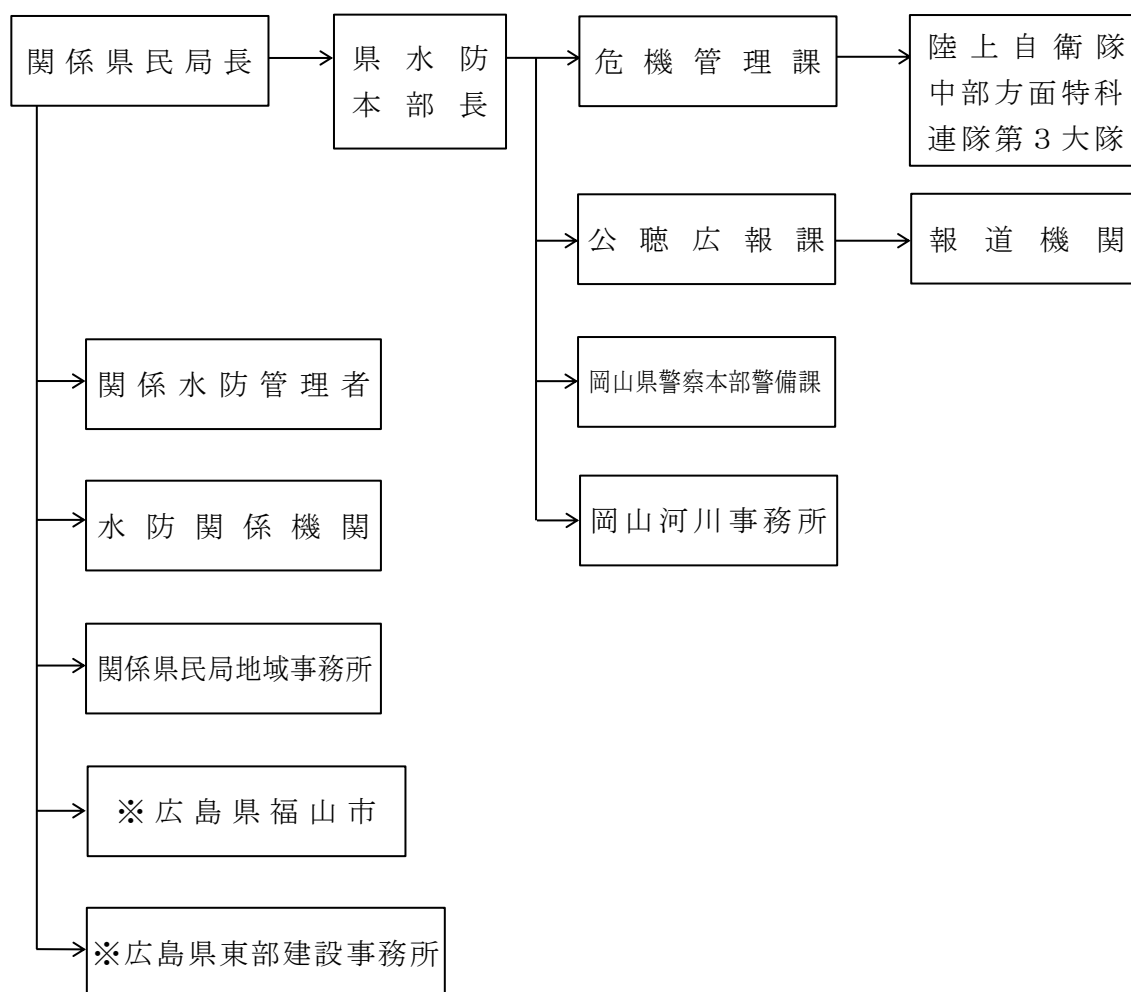 関係県民局長
県水防
本部長
危機管理課
陸上自衛隊
中部方面特科
連隊第３大隊
公聴広報課
報道機関
関係水防管理者
岡山県警察本部警備課
水防関係機関
岡山河川事務所
関係県民局地域事務所
※広島県福山市
※広島県東部建設事務所